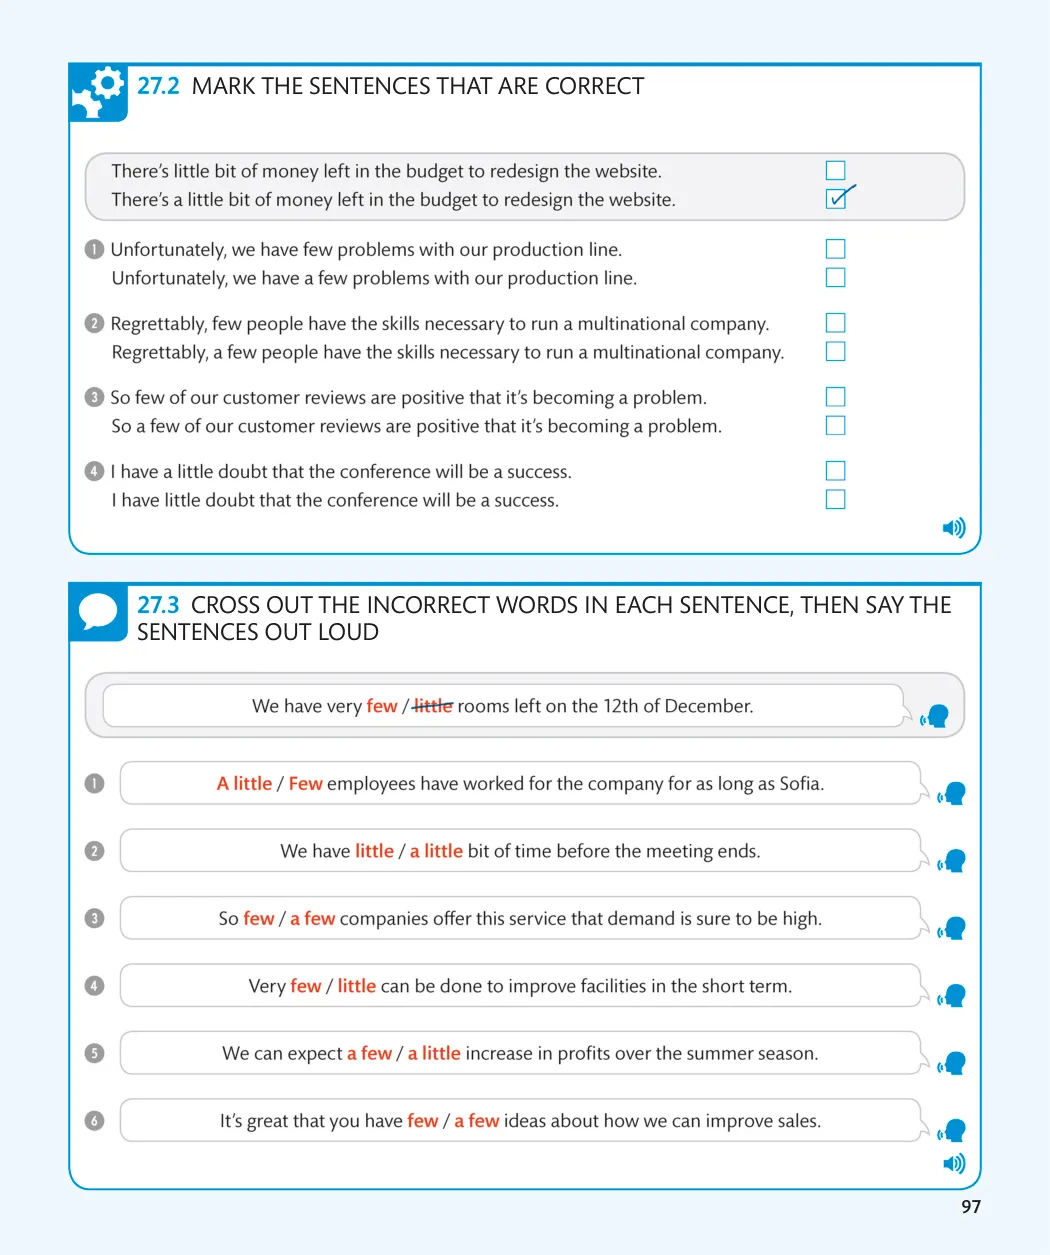 27.2 MARK THE SENTENCES THAT ARE CORRECT
There’s little bit of money left in the budget to redesign the website.
There’s a little bit of money left in the budget to redesign the website.
1 Unfortunately, we have few problems with our production line.
Unfortunately, we have a few problems with our production line.
2 Regrettably, few people have the skills necessary to run a multinational company.
Regrettably, a few people have the skills necessary to run a multinational company.
3 So few of our customer reviews are positive that it’s becoming a problem.
So a few of our customer reviews are positive that it’s becoming a problem.
4 I have a little doubt that the conference will be a success.
I have little doubt that the conference will be a success.
27.3 CROSS OUT THE INCORRECT WORDS IN EACH SENTENCE, THEN SAY THE
SENTENCES OUT LOUD
We have very few / little rooms left on the 12th of December.
1 A little / Few employees have worked for the company for as long as Sofia.
2 We have little / a little bit of time before the meeting ends.
3 So few / a few companies offer this service that demand is sure to be high.
4 Very few / little can be done to improve facilities in the short term.
5 We can expect a few / a little increase in profits over the summer season.
6 It’s great that you have few / a few ideas about how we can improve sales.
97